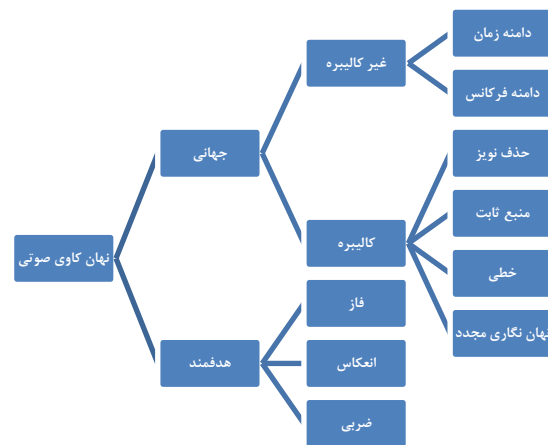 دامنه زمان
غیر کالیبره
دامنه فرکانس
جهانی
حذف نویز
منبع ثابت
کالیبره
نهان کاوی صوتی
خطی
فاز
نهان نگاری مجدد
هدفمند
انعکاس
ضربی